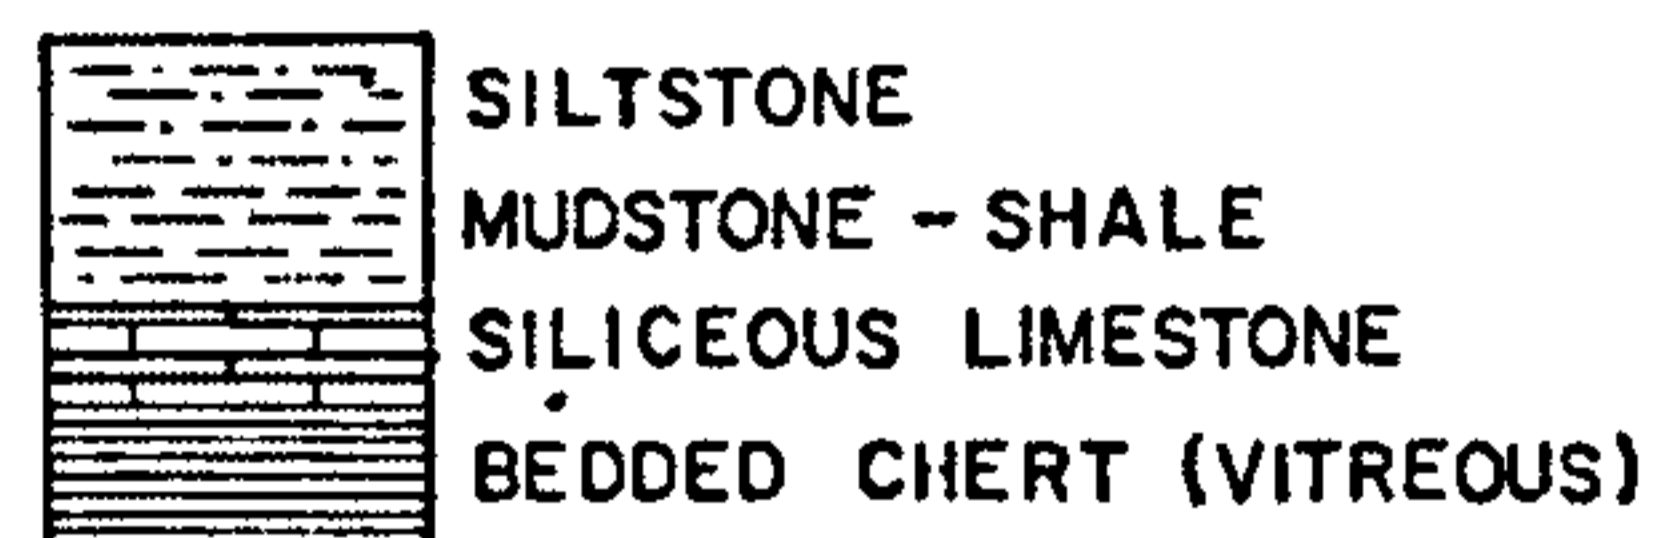 SILTSTONE
MUDSTONE - SHALE
SILICEOUS LIMESTONE
BEDDED CHERT (VITREOUS)